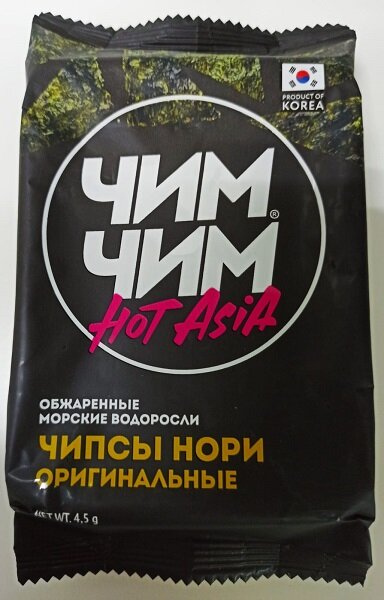 PRODUCT OF
KOREA
ЧИМ
ЧИМ®
HOT ASIA
ОБЖАРЕННЫЕ
МОРСКИЕ ВОДОРОСЛИ
ЧИПСЫ НОРИ
ОРИГИНАЛЬНЫЕ
NET WT. 4,5 g